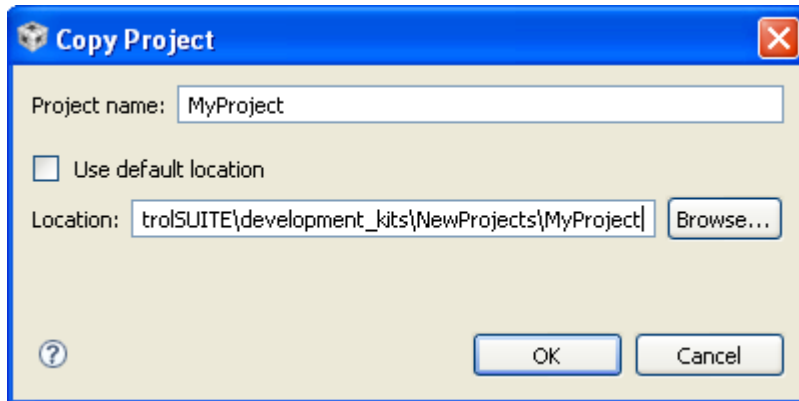 Copy Project
Project name: MyProject
Use default location
Location: trolSUITE\development_kits\NewProjects\MyProject Browse...
? OK Cancel